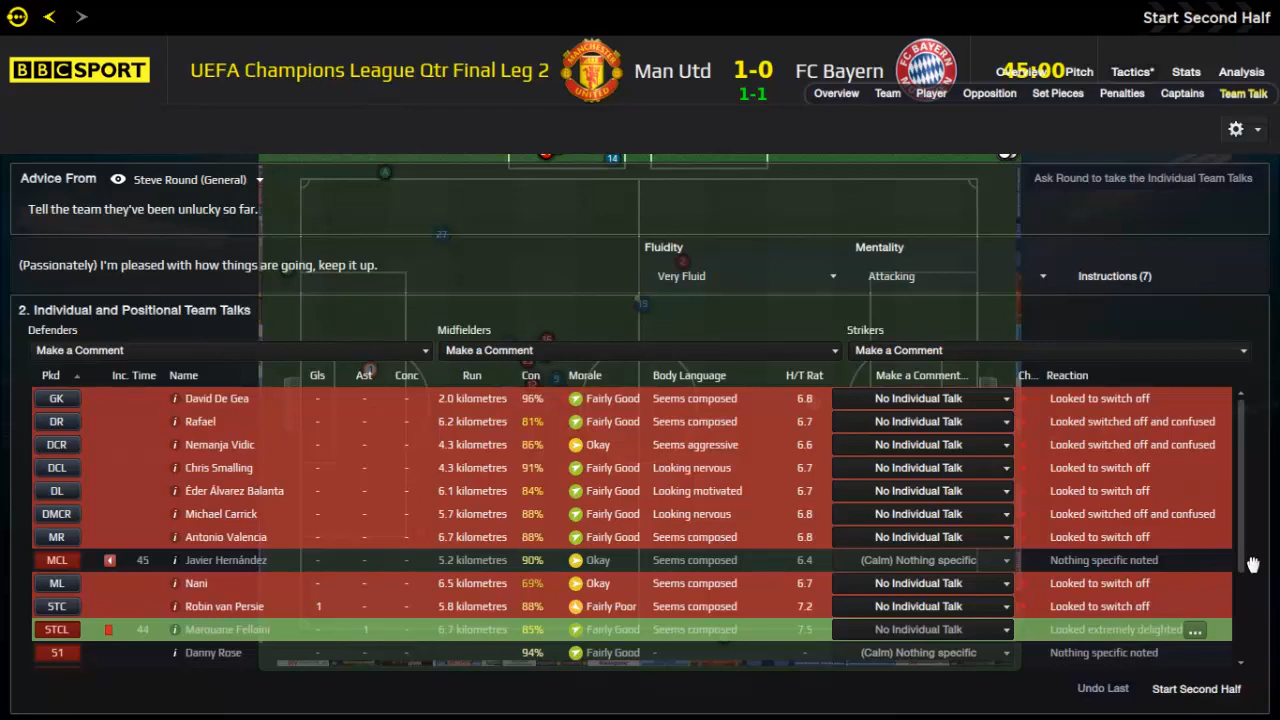 Start Second Half
BBC SPORT
UEFA Champions League Qtr Final Leg 2
MANCHESTER UNITED
Man Utd
1-0
1-1
FC Bayern
FC BAYERN
45:00
Overview Pitch Tactics* Stats Analysis
Overview Team Player Opposition Set Pieces Penalties Captains Team Talk
Advice From Steve Round (General)
Ask Round to take the Individual Team Talks
Tell the team they've been unlucky so far.
Fluidity Mentality
(Passionately) I'm pleased with how things are going, keep it up.
Very Fluid Attacking Instructions (7)
2. Individual and Positional Team Talks
Defenders Midfielders Strikers
Make a Comment Make a Comment Make a Comment
Pkd Inc. Time Name Gls Ast Conc Run Con Morale Body Language H/T Rat Make a Comment... Ch... Reaction
GK i David De Gea - - - 2.0 kilometres 96% Fairly Good Seems composed 6.8 No Individual Talk Looked to switch off
DR i Rafael - - - 6.2 kilometres 81% Fairly Good Seems composed 6.7 No Individual Talk Looked switched off and confused
DCR i Nemanja Vidic - - - 4.3 kilometres 86% Okay Seems aggressive 6.6 No Individual Talk Looked to switch off
DCL i Chris Smalling - - - 4.3 kilometres 91% Fairly Good Looking nervous 6.7 No Individual Talk Looked to switch off
DL i Éder Álvarez Balanta - - - 6.1 kilometres 84% Fairly Good Looking motivated 6.7 No Individual Talk Looked to switch off
DMCR i Michael Carrick - - - 5.7 kilometres 88% Fairly Good Looking nervous 6.8 No Individual Talk Looked switched off and confused
MR i Antonio Valencia - - - 6.7 kilometres 88% Fairly Good Seems composed 6.8 No Individual Talk Looked to switch off
MCL 45 i Javier Hernández - - - 5.2 kilometres 90% Okay Seems composed 6.4 (Calm) Nothing specific Nothing specific noted
ML i Nani - - - 6.5 kilometres 69% Okay Seems composed 6.7 No Individual Talk Looked to switch off
STC i Robin van Persie 1 - - 5.8 kilometres 88% Fairly Poor Seems composed 7.2 No Individual Talk Looked to switch off
STCL 44 i Marouane Fellaini - 1 - 6.7 kilometres 85% Fairly Good Seems composed 7.5 No Individual Talk Looked extremely delighted ...
S1 i Danny Rose 94% Fairly Good - - (Calm) Nothing specific Nothing specific noted
Undo Last Start Second Half